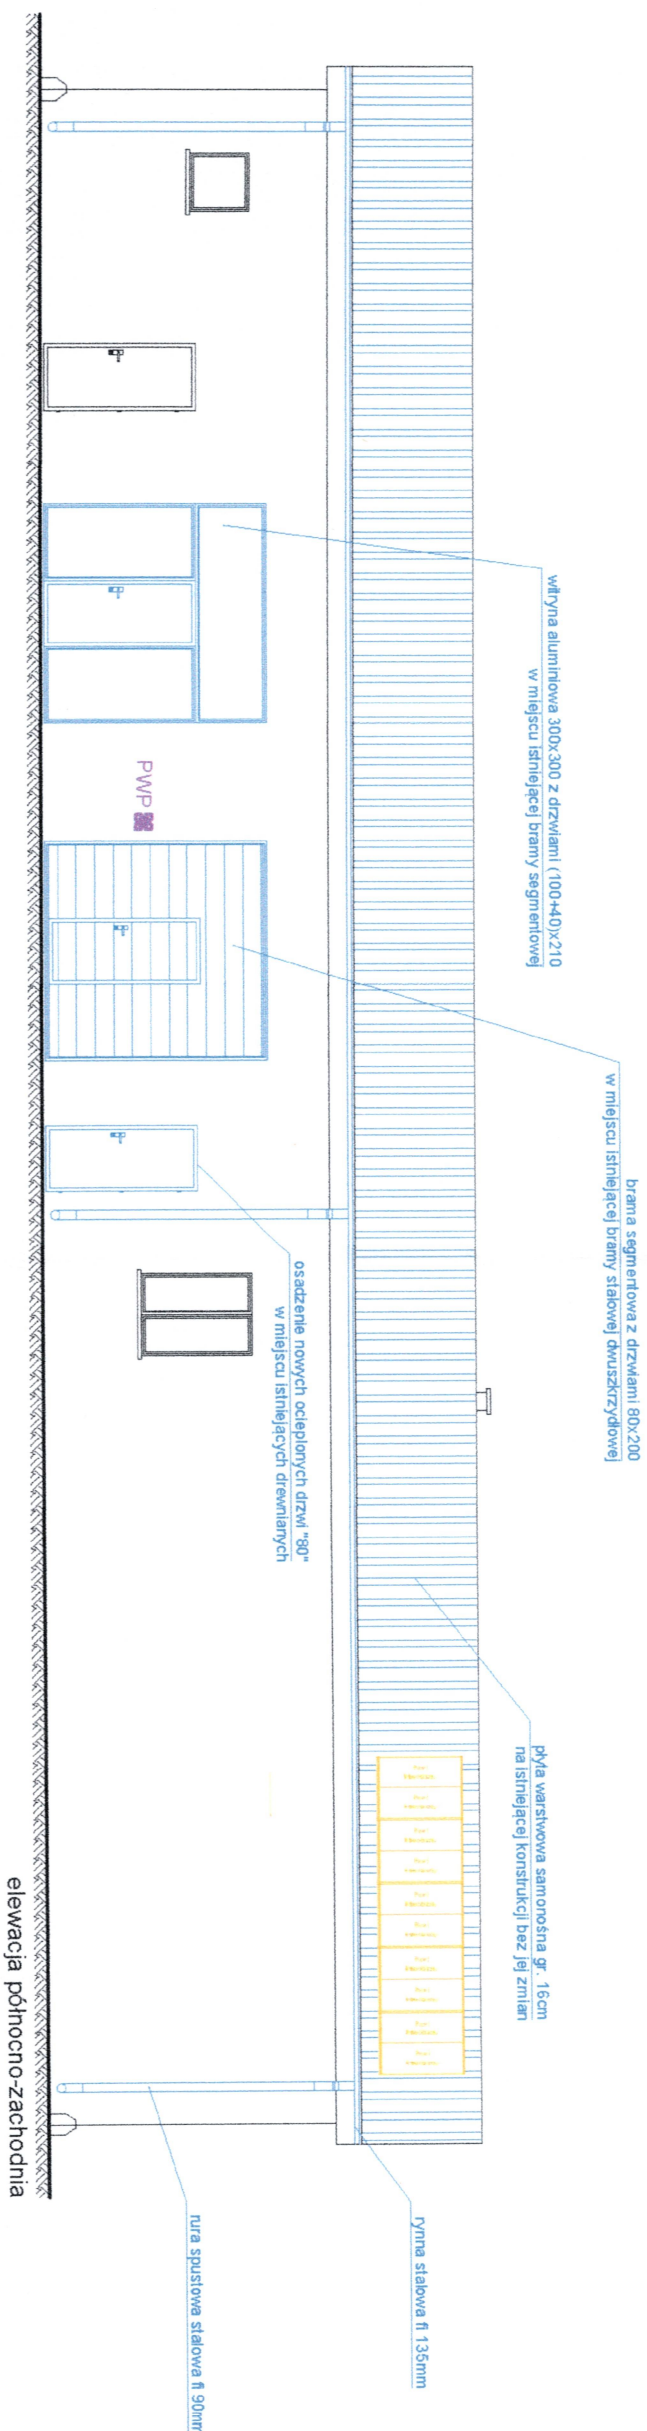 witryna aluminiowa 300x300 z drzwiami (100+40)x210
w miejscu istniejącej bramy segmentowej
brama segmentowa z drzwiami 80x200
w miejscu istniejącej bramy stalowej dwuszkrzydłowej
płyta warstwowa samonośna gr. 16cm
na istniejącej konstrukcji bez jej zmian
rynna stalowa fi 135mm
PWP
osadzenie nowych ocieplonych drzwi "80"
w miejscu istniejących drewnianych
rura spustowa stalowa fi 90mm
elewacja północno-zachodnia